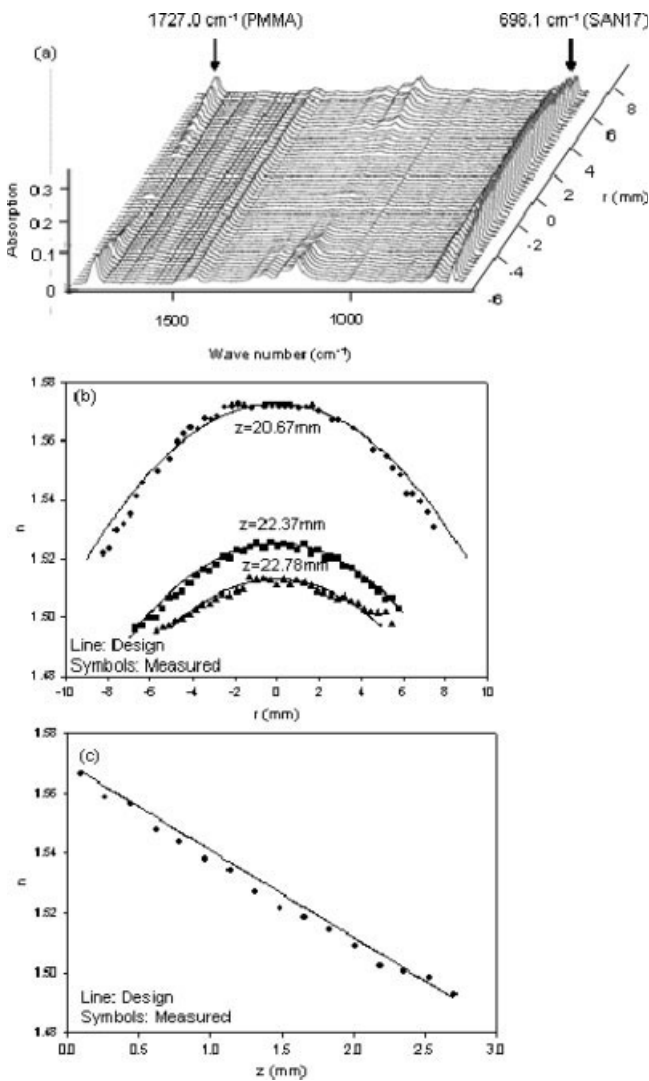 1727.0 cm⁻¹ (PMMA)
698.1 cm⁻¹ (SAN17)
(a)
Absorption
0.3
0.2
0.1
0
1500
1000
Wave number (cm⁻¹)
8
6
4
2
0
-2
-4
-6
r (mm)
(b)
1.58
1.56
1.54
1.52
1.50
1.48
n
z=20.67mm
z=22.37mm
z=22.78mm
Line: Design
Symbols: Measured
-10 -8 -6 -4 -2 0 2 4 6 8 10
r (mm)
(c)
1.58
1.56
1.54
1.52
1.50
1.48
n
Line: Design
Symbols: Measured
0.0 0.5 1.0 1.5 2.0 2.5 3.0
z (mm)